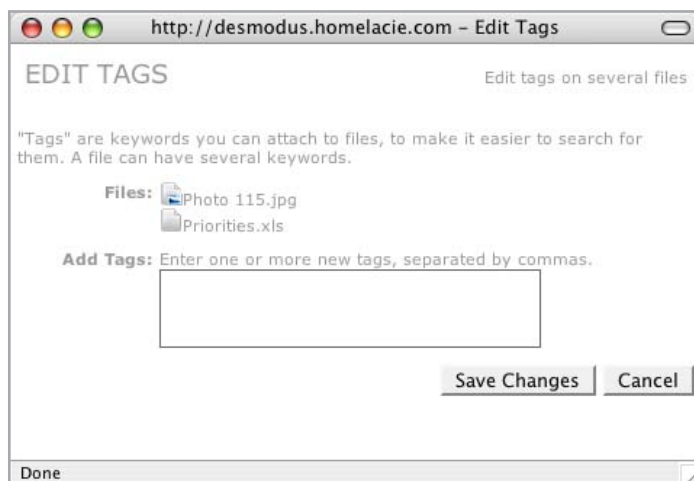 http://desmodus.homelacie.com – Edit Tags
EDIT TAGS
Edit tags on several files
"Tags" are keywords you can attach to files, to make it easier to search for
them. A file can have several keywords.
Files: Photo 115.jpg
Priorities.xls
Add Tags: Enter one or more new tags, separated by commas.
Save Changes Cancel
Done